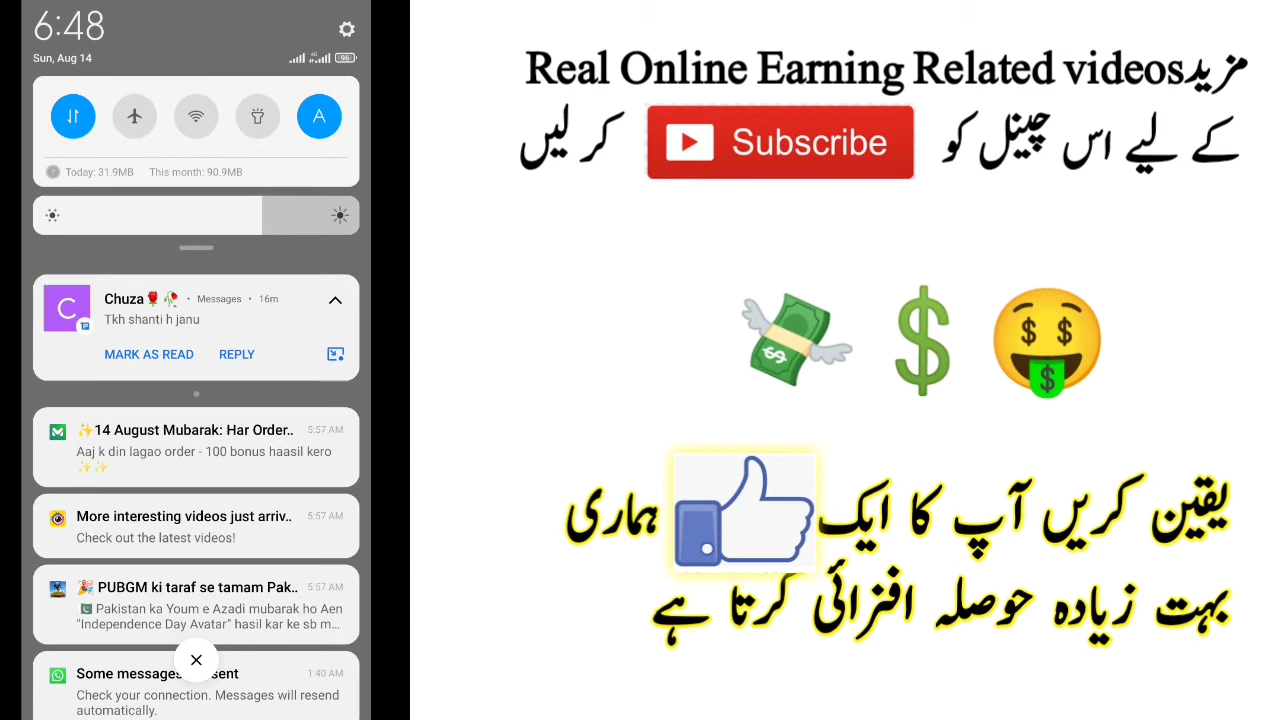 6:48
Sun, Aug 14
4G
96
A
Today: 31.9MB This month: 90.9MB
C
Chuza🌹🥀 • Messages • 16m
Tkh shanti h janu
MARK AS READ REPLY
✨14 August Mubarak: Har Order.. 5:57 AM
Aaj k din lagao order - 100 bonus haasil kero
✨✨
More interesting videos just arriv.. 5:57 AM
Check out the latest videos!
🎉 PUBGM ki taraf se tamam Pak.. 5:57 AM
🇵🇰 Pakistan ka Youm e Azadi mubarak ho Aen
"Independence Day Avatar" hasil kar ke sb m...
Some messages sent 1:40 AM
Check your connection. Messages will resend
automatically.
مزید Real Online Earning Related videos
کے لیے اس چینل کو Subscribe کر لیں
یقین کریں آپ کا ایک ہماری
بہت زیادہ حوصلہ افزائی کرتا ہے